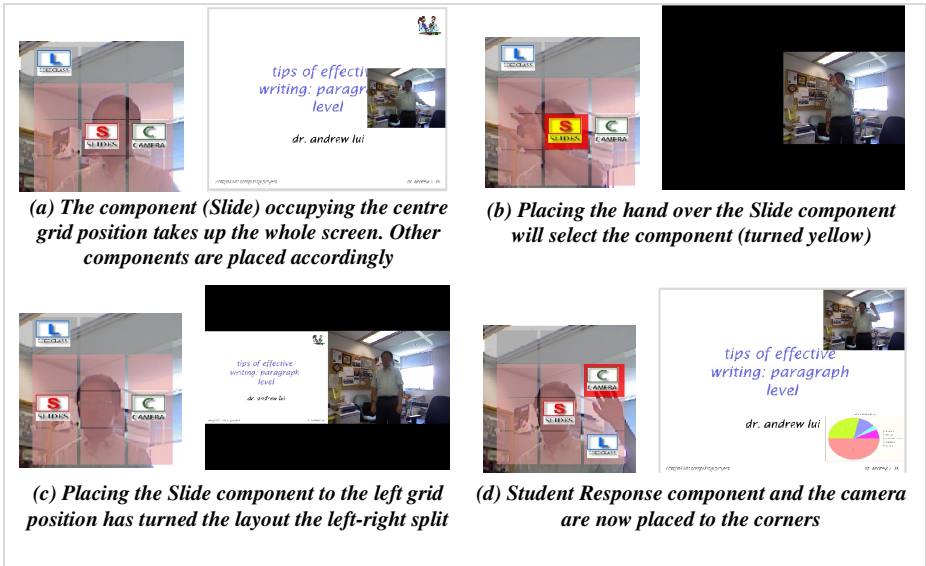 L
S
SLIDES
C
CAMERA
tips of effectiv
writing: paragr
level
dr. andrew lui
L
S
SLIDES
C
CAMERA
(a) The component (Slide) occupying the centre
grid position takes up the whole screen. Other
components are placed accordingly
(b) Placing the hand over the Slide component
will select the component (turned yellow)
L
S
SLIDES
C
CAMERA
tips of effective
writing: paragraph
level
dr. andrew lui
C
CAMERA
S
SLIDES
L
tips of effective
writing: paragraph
level
dr. andrew lui
(c) Placing the Slide component to the left grid
position has turned the layout the left-right split
(d) Student Response component and the camera
are now placed to the corners